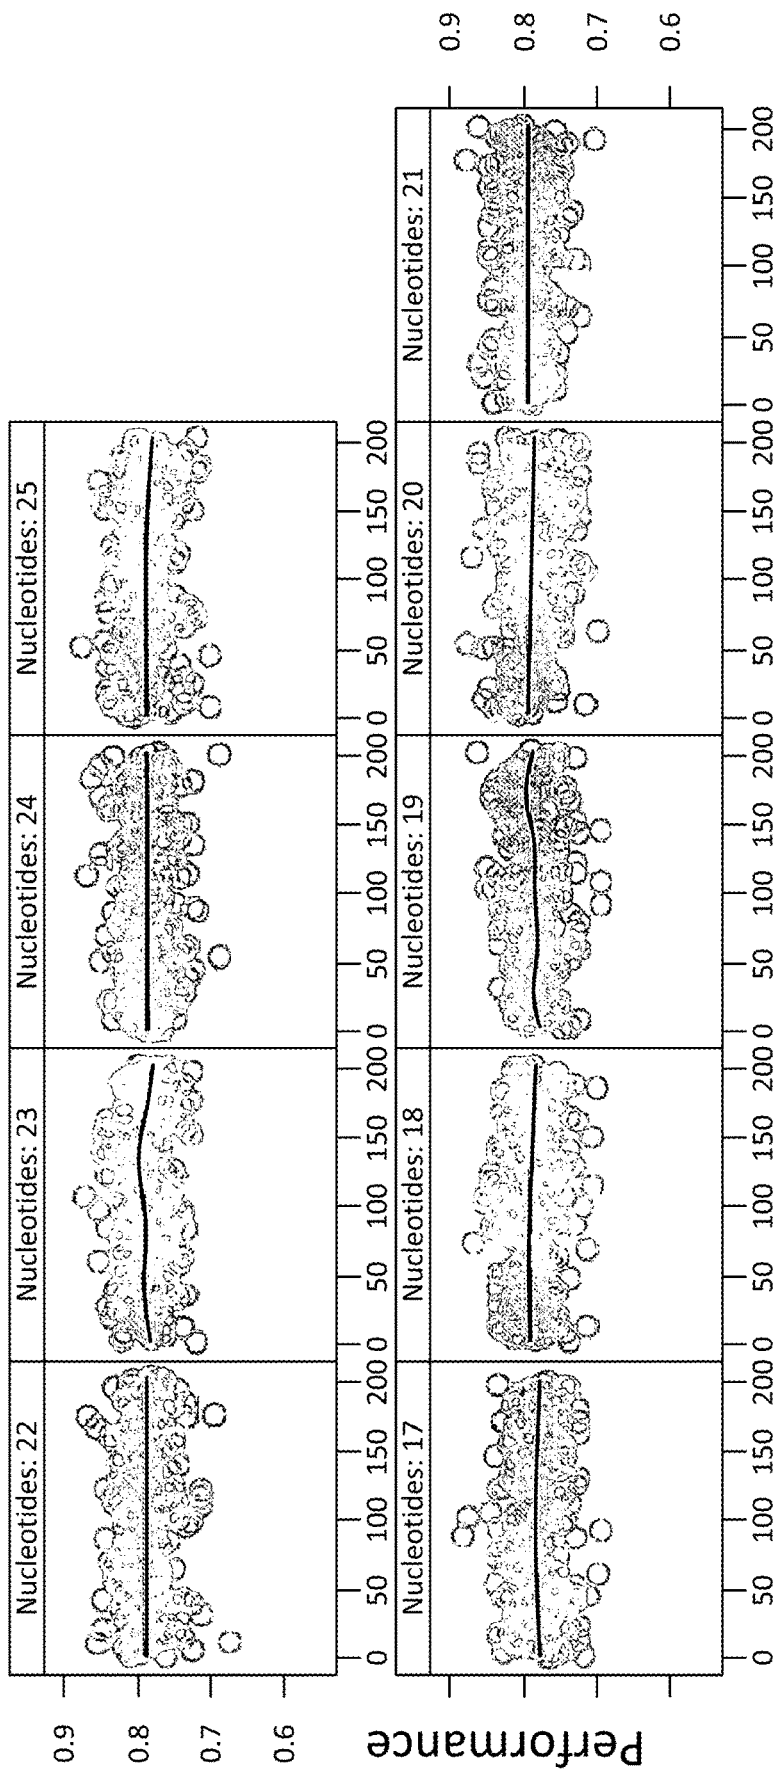 Nucleotides: 22
Nucleotides: 23
Nucleotides: 24
Nucleotides: 25
0.9
0.8
0.7
0.6
0 50 100 150 200
0 50 100 150 200
0 50 100 150 200
0 50 100 150 200
Nucleotides: 17
Nucleotides: 18
Nucleotides: 19
Nucleotides: 20
Nucleotides: 21
0.9
0.8
0.7
0.6
0 50 100 150 200
0 50 100 150 200
0 50 100 150 200
0 50 100 150 200
0 50 100 150 200
Performance